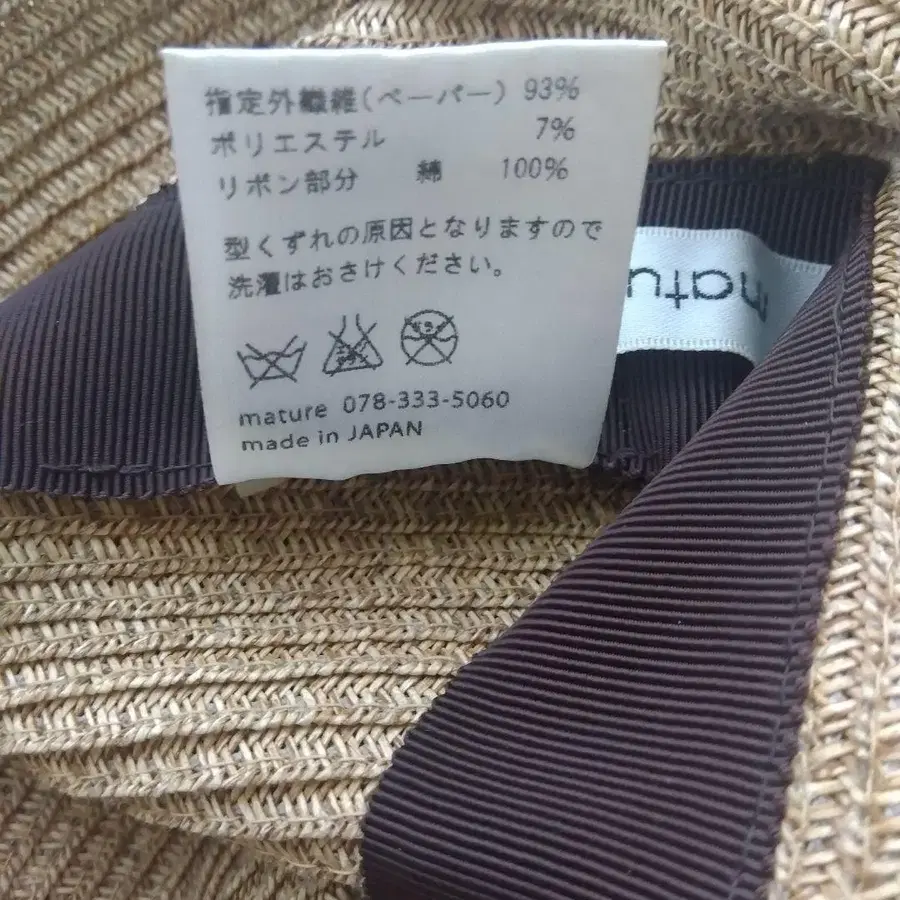 指定外繊維(ペーパー) 93%
ポリエステル 7%
リボン部分 綿 100%
型くずれの原因となりますので
洗濯はおさけください。
mature 078-333-5060
made in JAPAN
matu